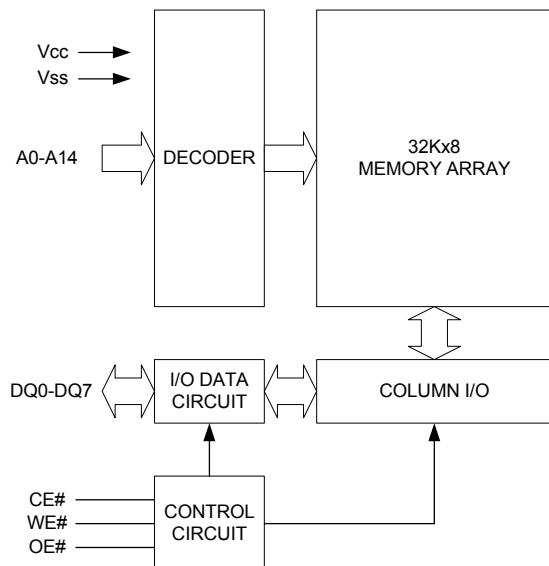 Vcc
Vss
A0-A14
DECODER
32Kx8
MEMORY ARRAY
DQ0-DQ7
I/O DATA
CIRCUIT
COLUMN I/O
CE#
WE#
OE#
CONTROL
CIRCUIT